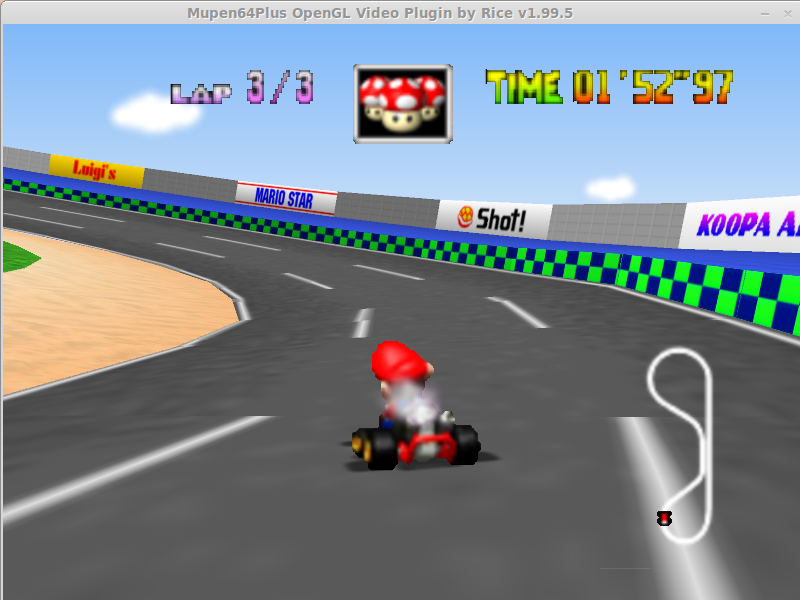 Mupen64Plus OpenGL Video Plugin by Rice v1.99.5
LAP 3/3
TIME 01'52"97
Luigi's
MARIO STAR
Shot!
KOOPA